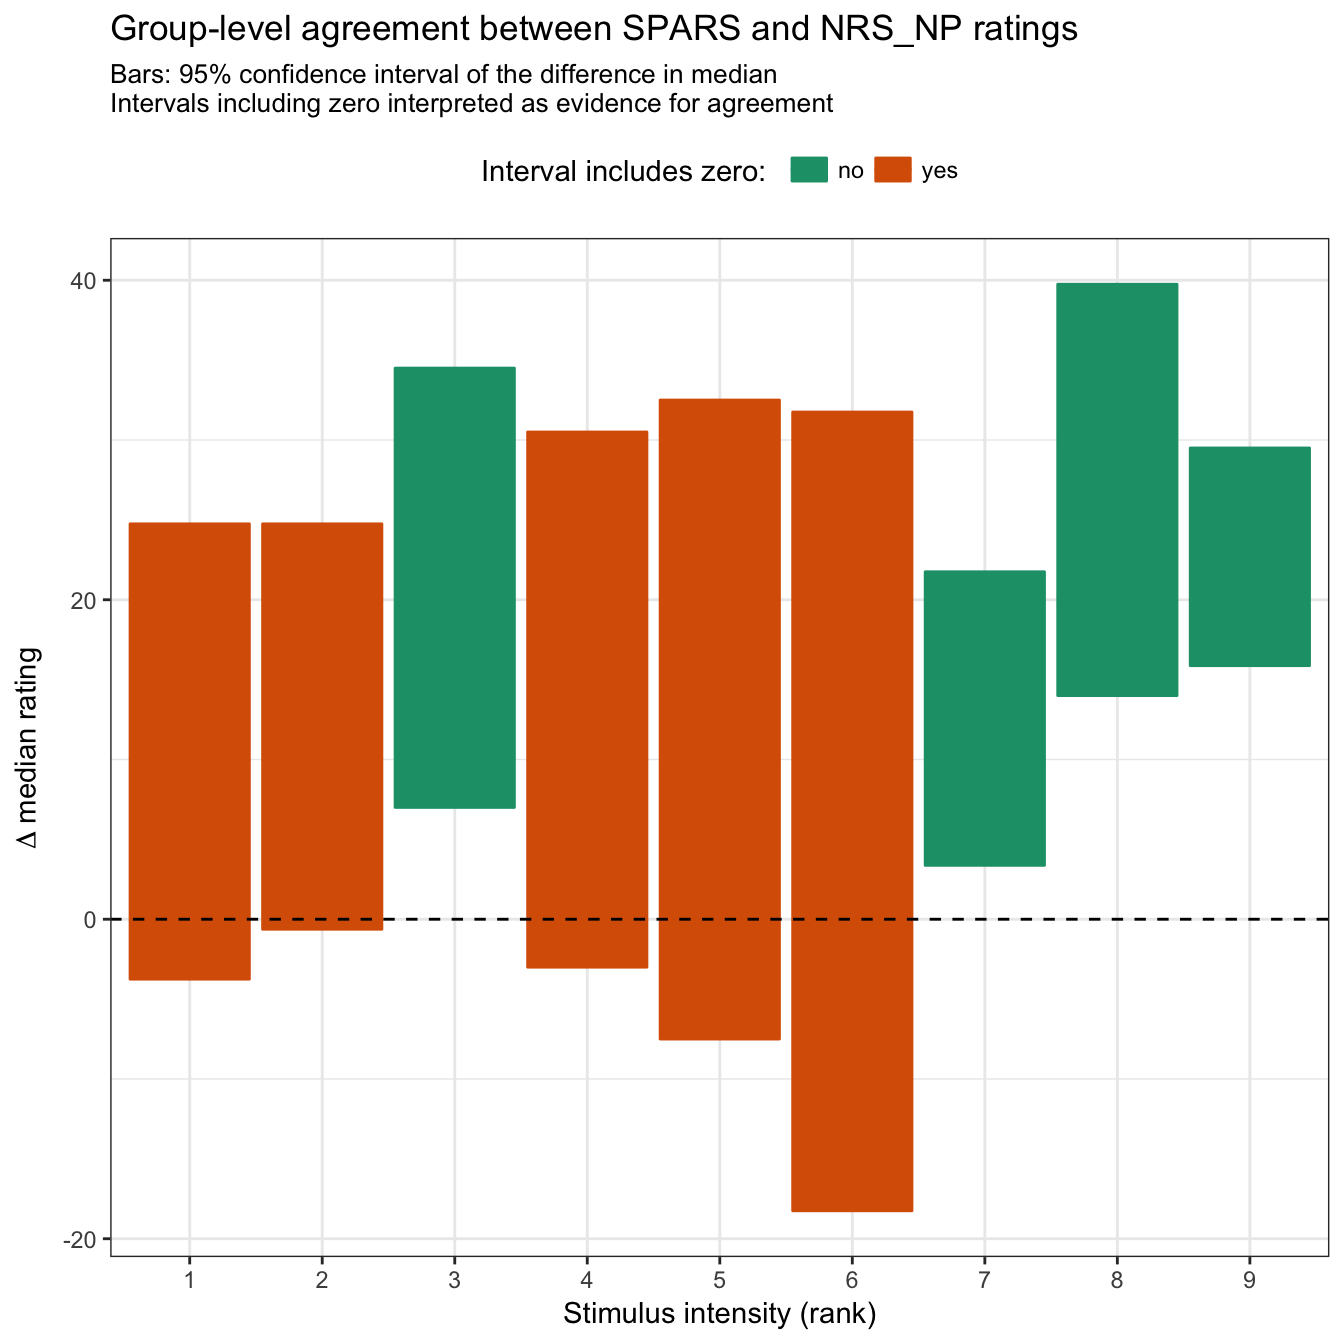 Group-level agreement between SPARS and NRS_NP ratings
Bars: 95% confidence interval of the difference in median
Intervals including zero interpreted as evidence for agreement
Interval includes zero: no yes
40
20
0
-20
Δ median rating
1 2 3 4 5 6 7 8 9
Stimulus intensity (rank)